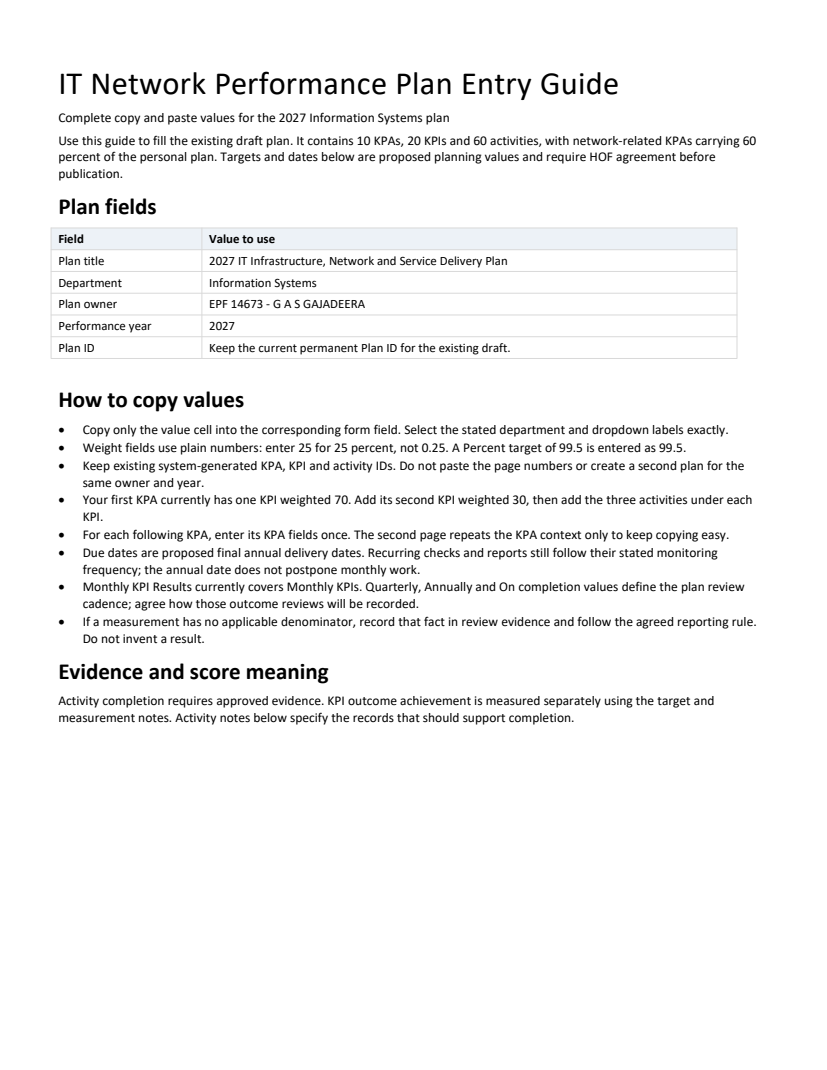 IT Network Performance Plan Entry Guide
Complete copy and paste values for the 2027 Information Systems plan
Use this guide to fill the existing draft plan. It contains 10 KPAs, 20 KPIs and 60 activities, with network-related KPAs carrying 60
percent of the personal plan. Targets and dates below are proposed planning values and require HOF agreement before
publication.
Plan fields
Field Value to use
Plan title 2027 IT Infrastructure, Network and Service Delivery Plan
Department Information Systems
Plan owner EPF 14673 - G A S GAJADEERA
Performance year 2027
Plan ID Keep the current permanent Plan ID for the existing draft.
How to copy values
• Copy only the value cell into the corresponding form field. Select the stated department and dropdown labels exactly.
• Weight fields use plain numbers: enter 25 for 25 percent, not 0.25. A Percent target of 99.5 is entered as 99.5.
• Keep existing system-generated KPA, KPI and activity IDs. Do not paste the page numbers or create a second plan for the
same owner and year.
• Your first KPA currently has one KPI weighted 70. Add its second KPI weighted 30, then add the three activities under each
KPI.
• For each following KPA, enter its KPA fields once. The second page repeats the KPA context only to keep copying easy.
• Due dates are proposed final annual delivery dates. Recurring checks and reports still follow their stated monitoring
frequency; the annual date does not postpone monthly work.
• Monthly KPI Results currently covers Monthly KPIs. Quarterly, Annually and On completion values define the plan review
cadence; agree how those outcome reviews will be recorded.
• If a measurement has no applicable denominator, record that fact in review evidence and follow the agreed reporting rule.
Do not invent a result.
Evidence and score meaning
Activity completion requires approved evidence. KPI outcome achievement is measured separately using the target and
measurement notes. Activity notes below specify the records that should support completion.